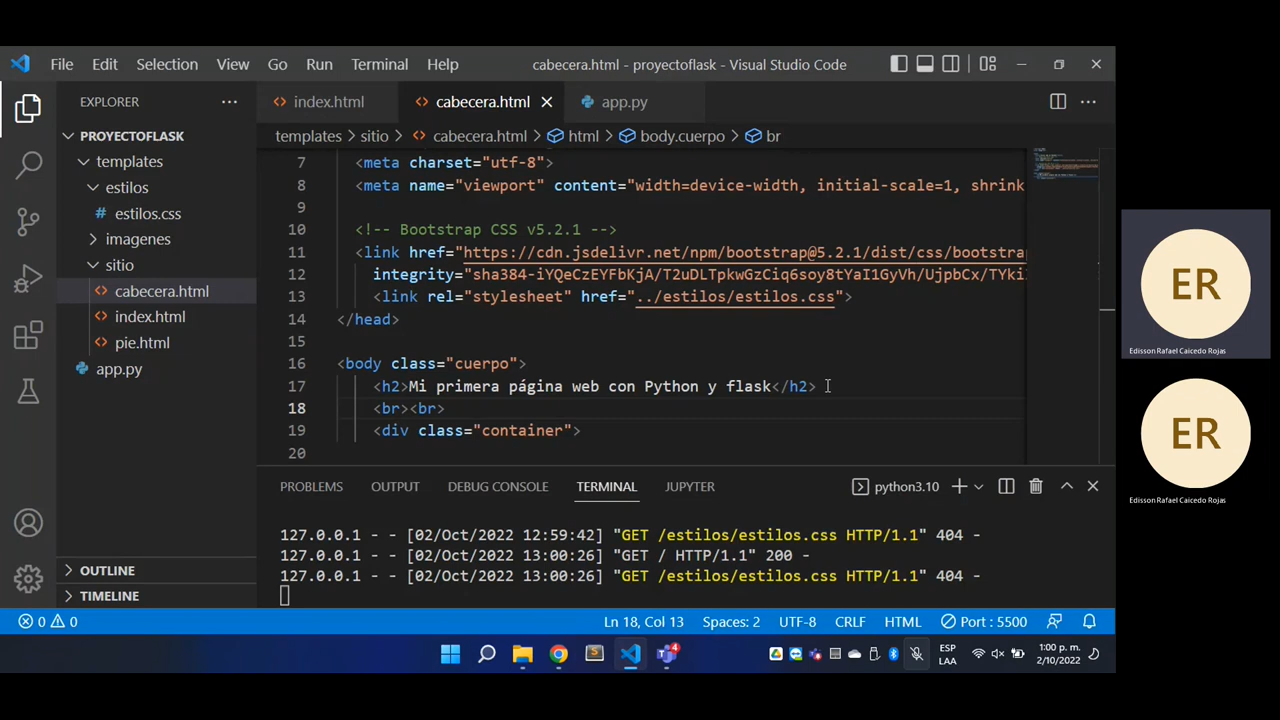 File Edit Selection View Go Run Terminal Help cabecera.html - proyectoflask - Visual Studio Code
EXPLORER
PROYECTOFLASK
templates
estilos
# estilos.css
imagenes
sitio
cabecera.html
index.html
pie.html
app.py
OUTLINE
TIMELINE
index.html cabecera.html app.py
templates > sitio > cabecera.html > html > body.cuerpo > br
7 <meta charset="utf-8">
8 <meta name="viewport" content="width=device-width, initial-scale=1, shrink
9
10 <!-- Bootstrap CSS v5.2.1 -->
11 <link href="https://cdn.jsdelivr.net/npm/bootstrap@5.2.1/dist/css/bootstrap
12 integrity="sha384-iYQeCzEYFbKjA/T2uDLTpkwGzCiq6soy8tYaI1GyVh/UjpbCx/TYki
13 <link rel="stylesheet" href="../estilos/estilos.css">
14 </head>
15
16 <body class="cuerpo">
17 <h2>Mi primera página web con Python y flask</h2>
18 <br><br>
19 <div class="container">
20
PROBLEMS OUTPUT DEBUG CONSOLE TERMINAL JUPYTER python3.10
127.0.0.1 - - [02/Oct/2022 12:59:42] "GET /estilos/estilos.css HTTP/1.1" 404 -
127.0.0.1 - - [02/Oct/2022 13:00:26] "GET / HTTP/1.1" 200 -
127.0.0.1 - - [02/Oct/2022 13:00:26] "GET /estilos/estilos.css HTTP/1.1" 404 -
0 0 Ln 18, Col 13 Spaces: 2 UTF-8 CRLF HTML Port : 5500
4 ESP LAA 1:00 p. m. 2/10/2022
ER
Edisson Rafael Caicedo Rojas
ER
Edisson Rafael Caicedo Rojas